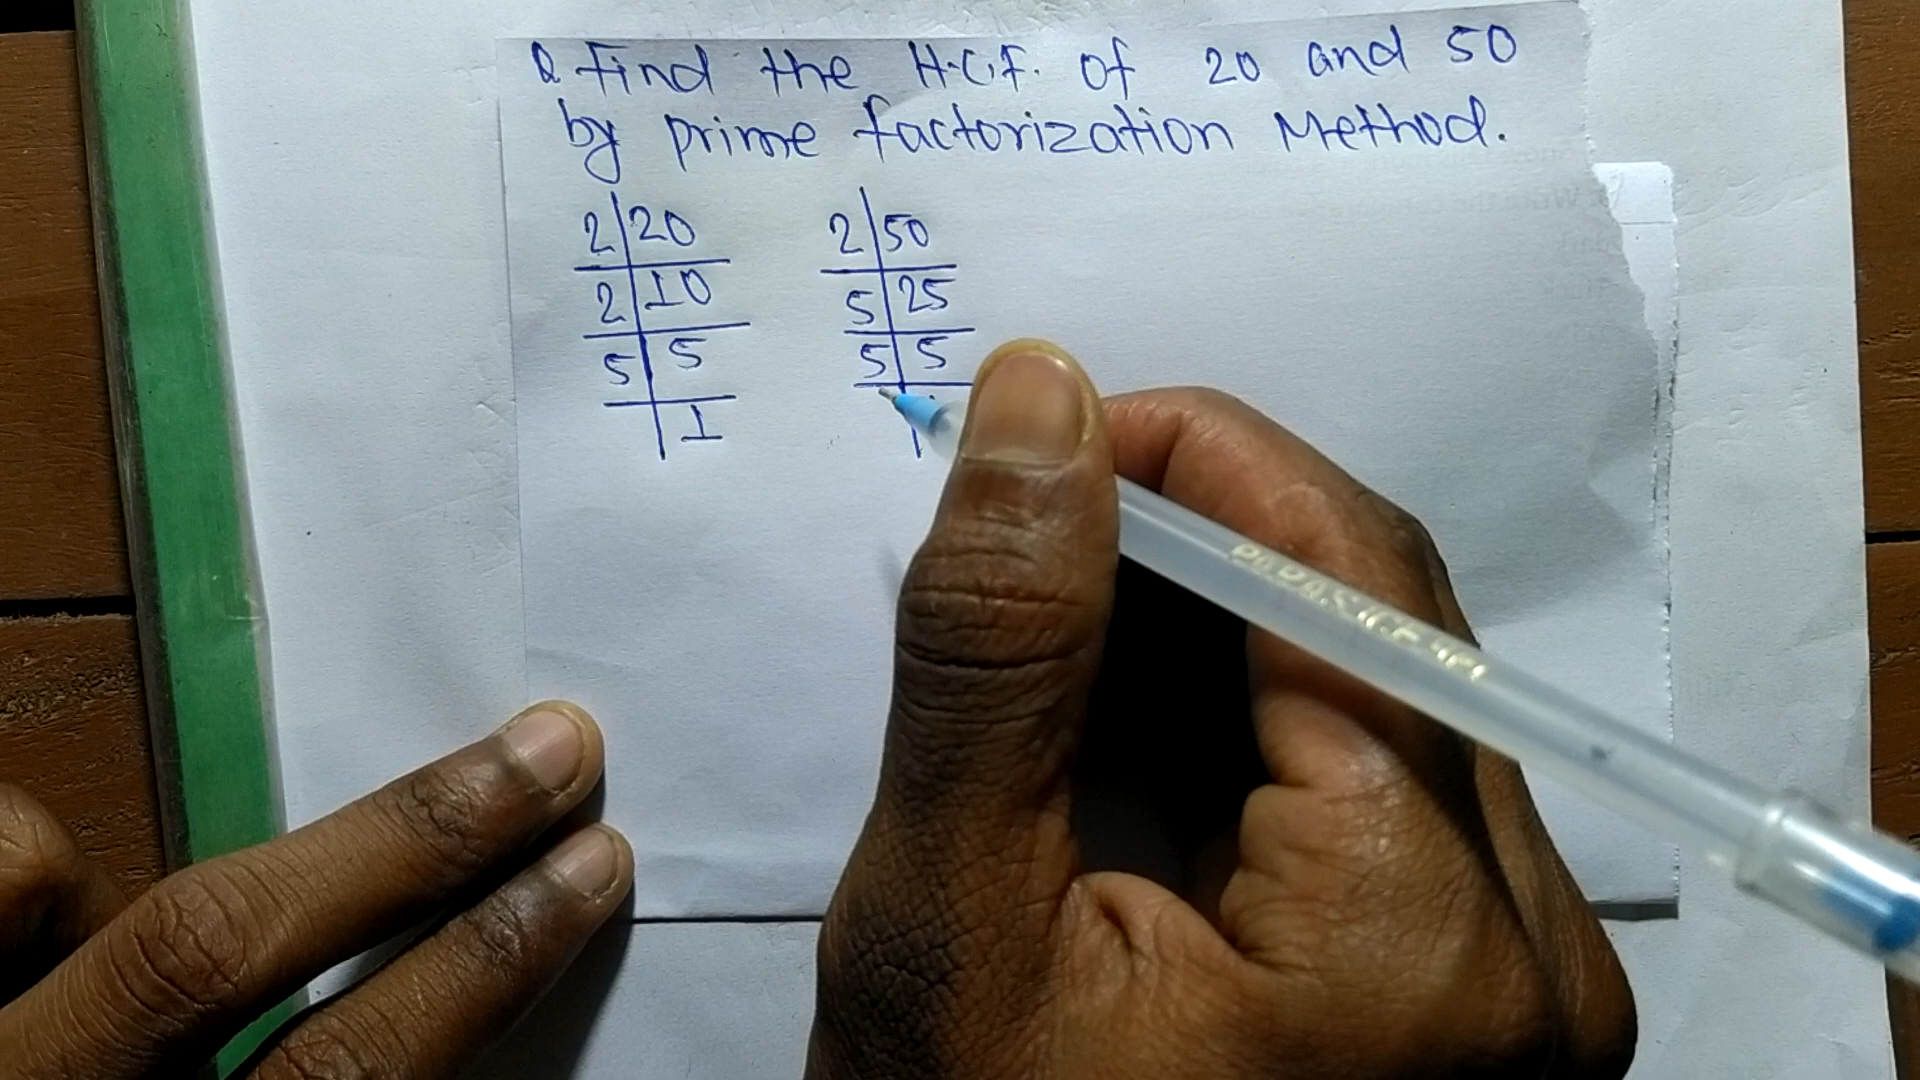 Q Find the H.C.F. of 20 and 50
by prime factorization Method.
2 20 2 50
2 10 5 25
5 5 5 5
1